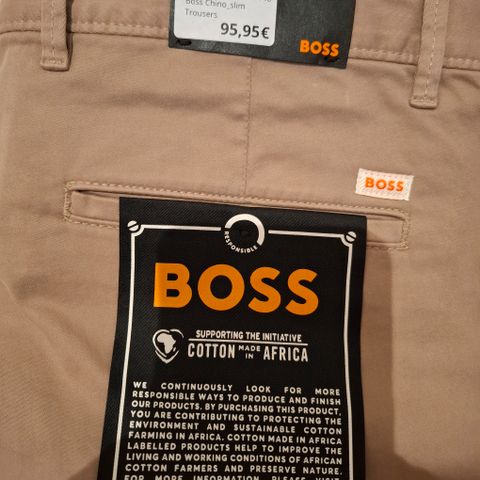 Boss Chino_slim
Trousers
95,95€
BOSS
BOSS
RESPONSIBLE
BOSS
SUPPORTING THE INITIATIVE
COTTON MADE IN AFRICA
WE CONTINUOUSLY LOOK FOR MORE
RESPONSIBLE WAYS TO PRODUCE AND FINISH
OUR PRODUCTS. BY PURCHASING THIS PRODUCT,
YOU ARE CONTRIBUTING TO PROTECTING THE
ENVIRONMENT AND SUSTAINABLE COTTON
FARMING IN AFRICA. COTTON MADE IN AFRICA
LABELLED PRODUCTS HELP TO IMPROVE THE
LIVING AND WORKING CONDITIONS OF AFRICAN
COTTON FARMERS AND PRESERVE NATURE.
FOR MORE INFORMATION, PLEASE VISIT